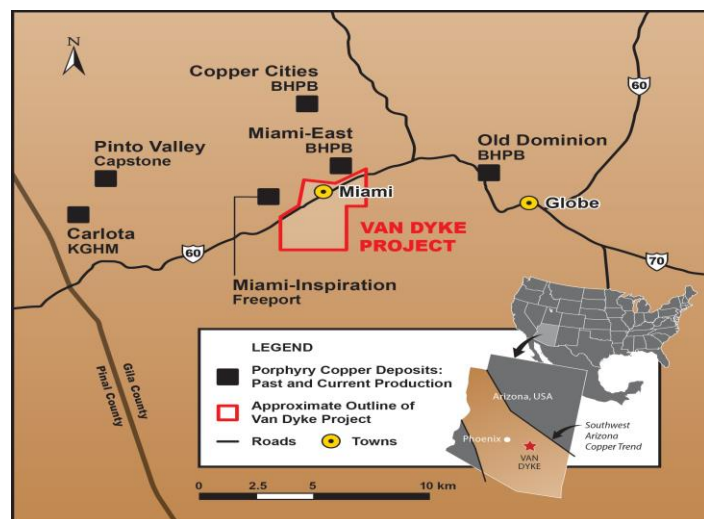 N
Copper Cities
BHPB
60
Pinto Valley
Capstone
Miami-East
BHPB
Old Dominion
BHPB
Miami
Globe
Carlota
KGHM
VAN DYKE
PROJECT
60
70
Miami-Inspiration
Freeport
Gila County
Pinal County
LEGEND
Porphyry Copper Deposits:
Past and Current Production
Approximate Outline of
Van Dyke Project
Roads
Towns
Arizona, USA
Phoenix
VAN
DYKE
Southwest
Arizona
Copper Trend
0 2.5 5 10 km